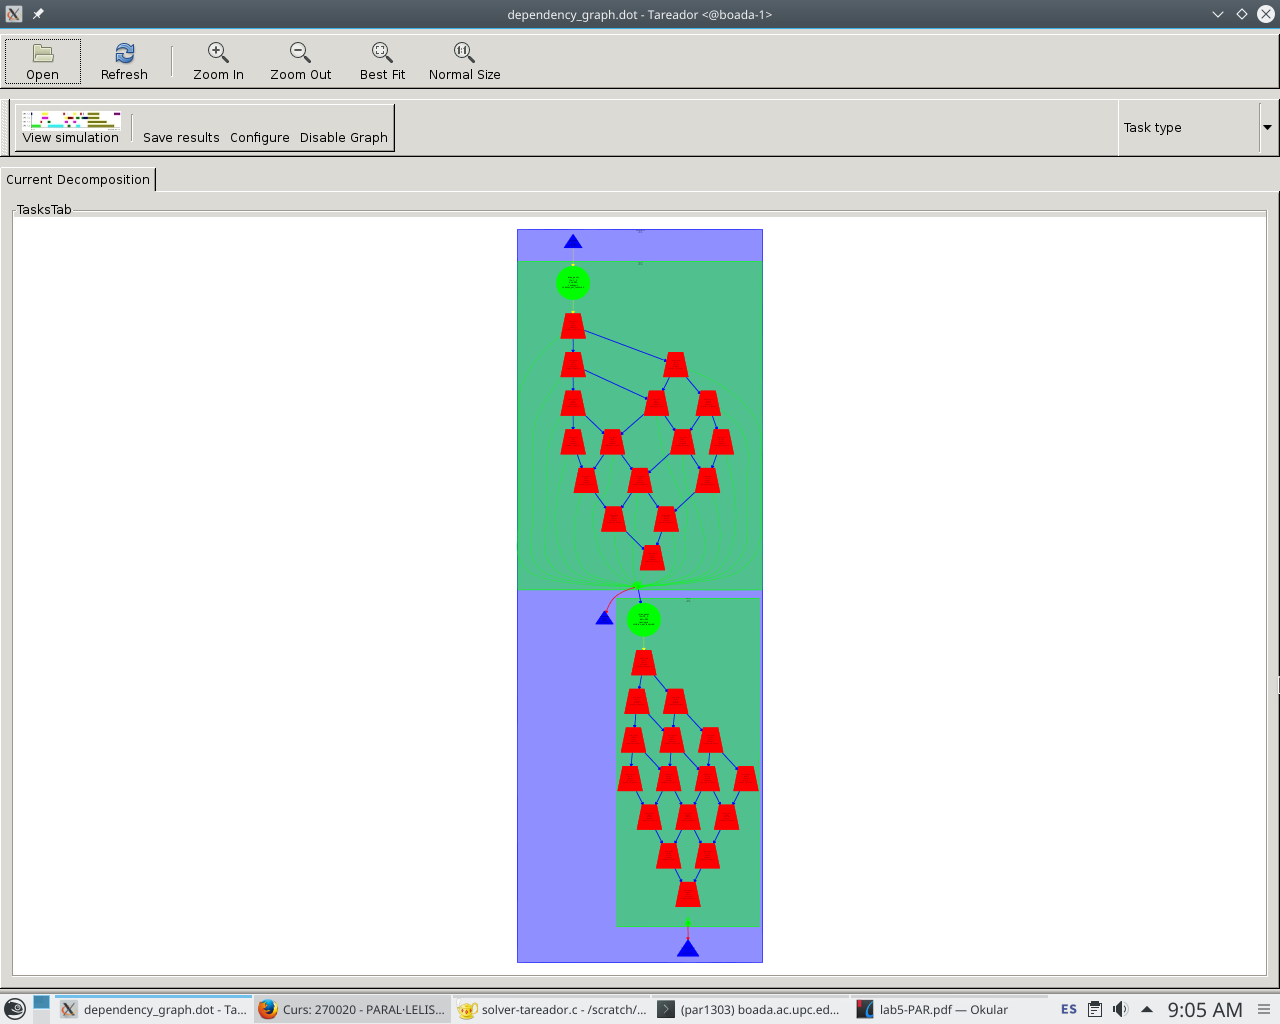 dependency_graph.dot - Tareador <@boada-1>
Open Refresh Zoom In Zoom Out Best Fit Normal Size
View simulation Save results Configure Disable Graph Task type
Current Decomposition
TasksTab
dependency_graph.dot - Ta... Curs: 270020 - PARAL·LELIS... solver-tareador.c - /scratch/... (par1303) boada.ac.upc.ed... lab5-PAR.pdf — Okular ES 9:05 AM